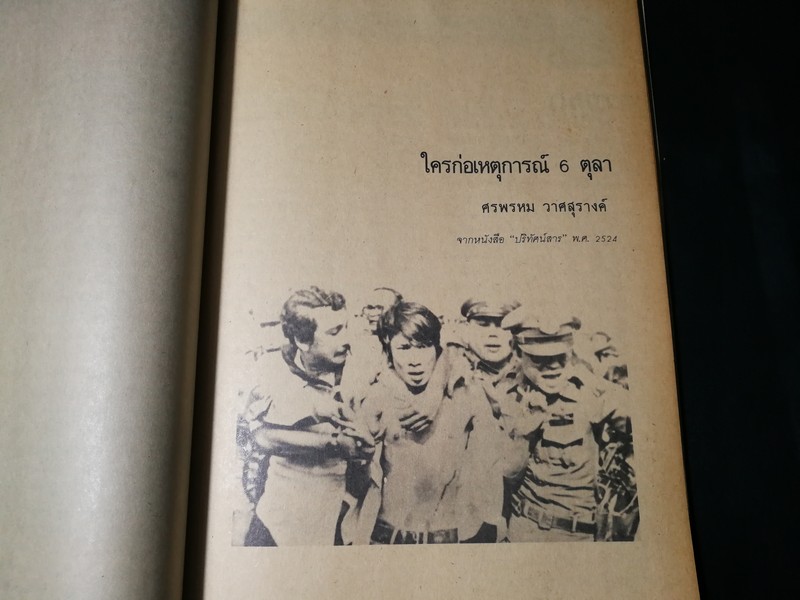 ใครก่อเหตุการณ์ 6 ตุลา
ศรพรหม วาศสุรางค์
จากหนังสือ "ปริทัศน์สาร" พ.ศ. 2524